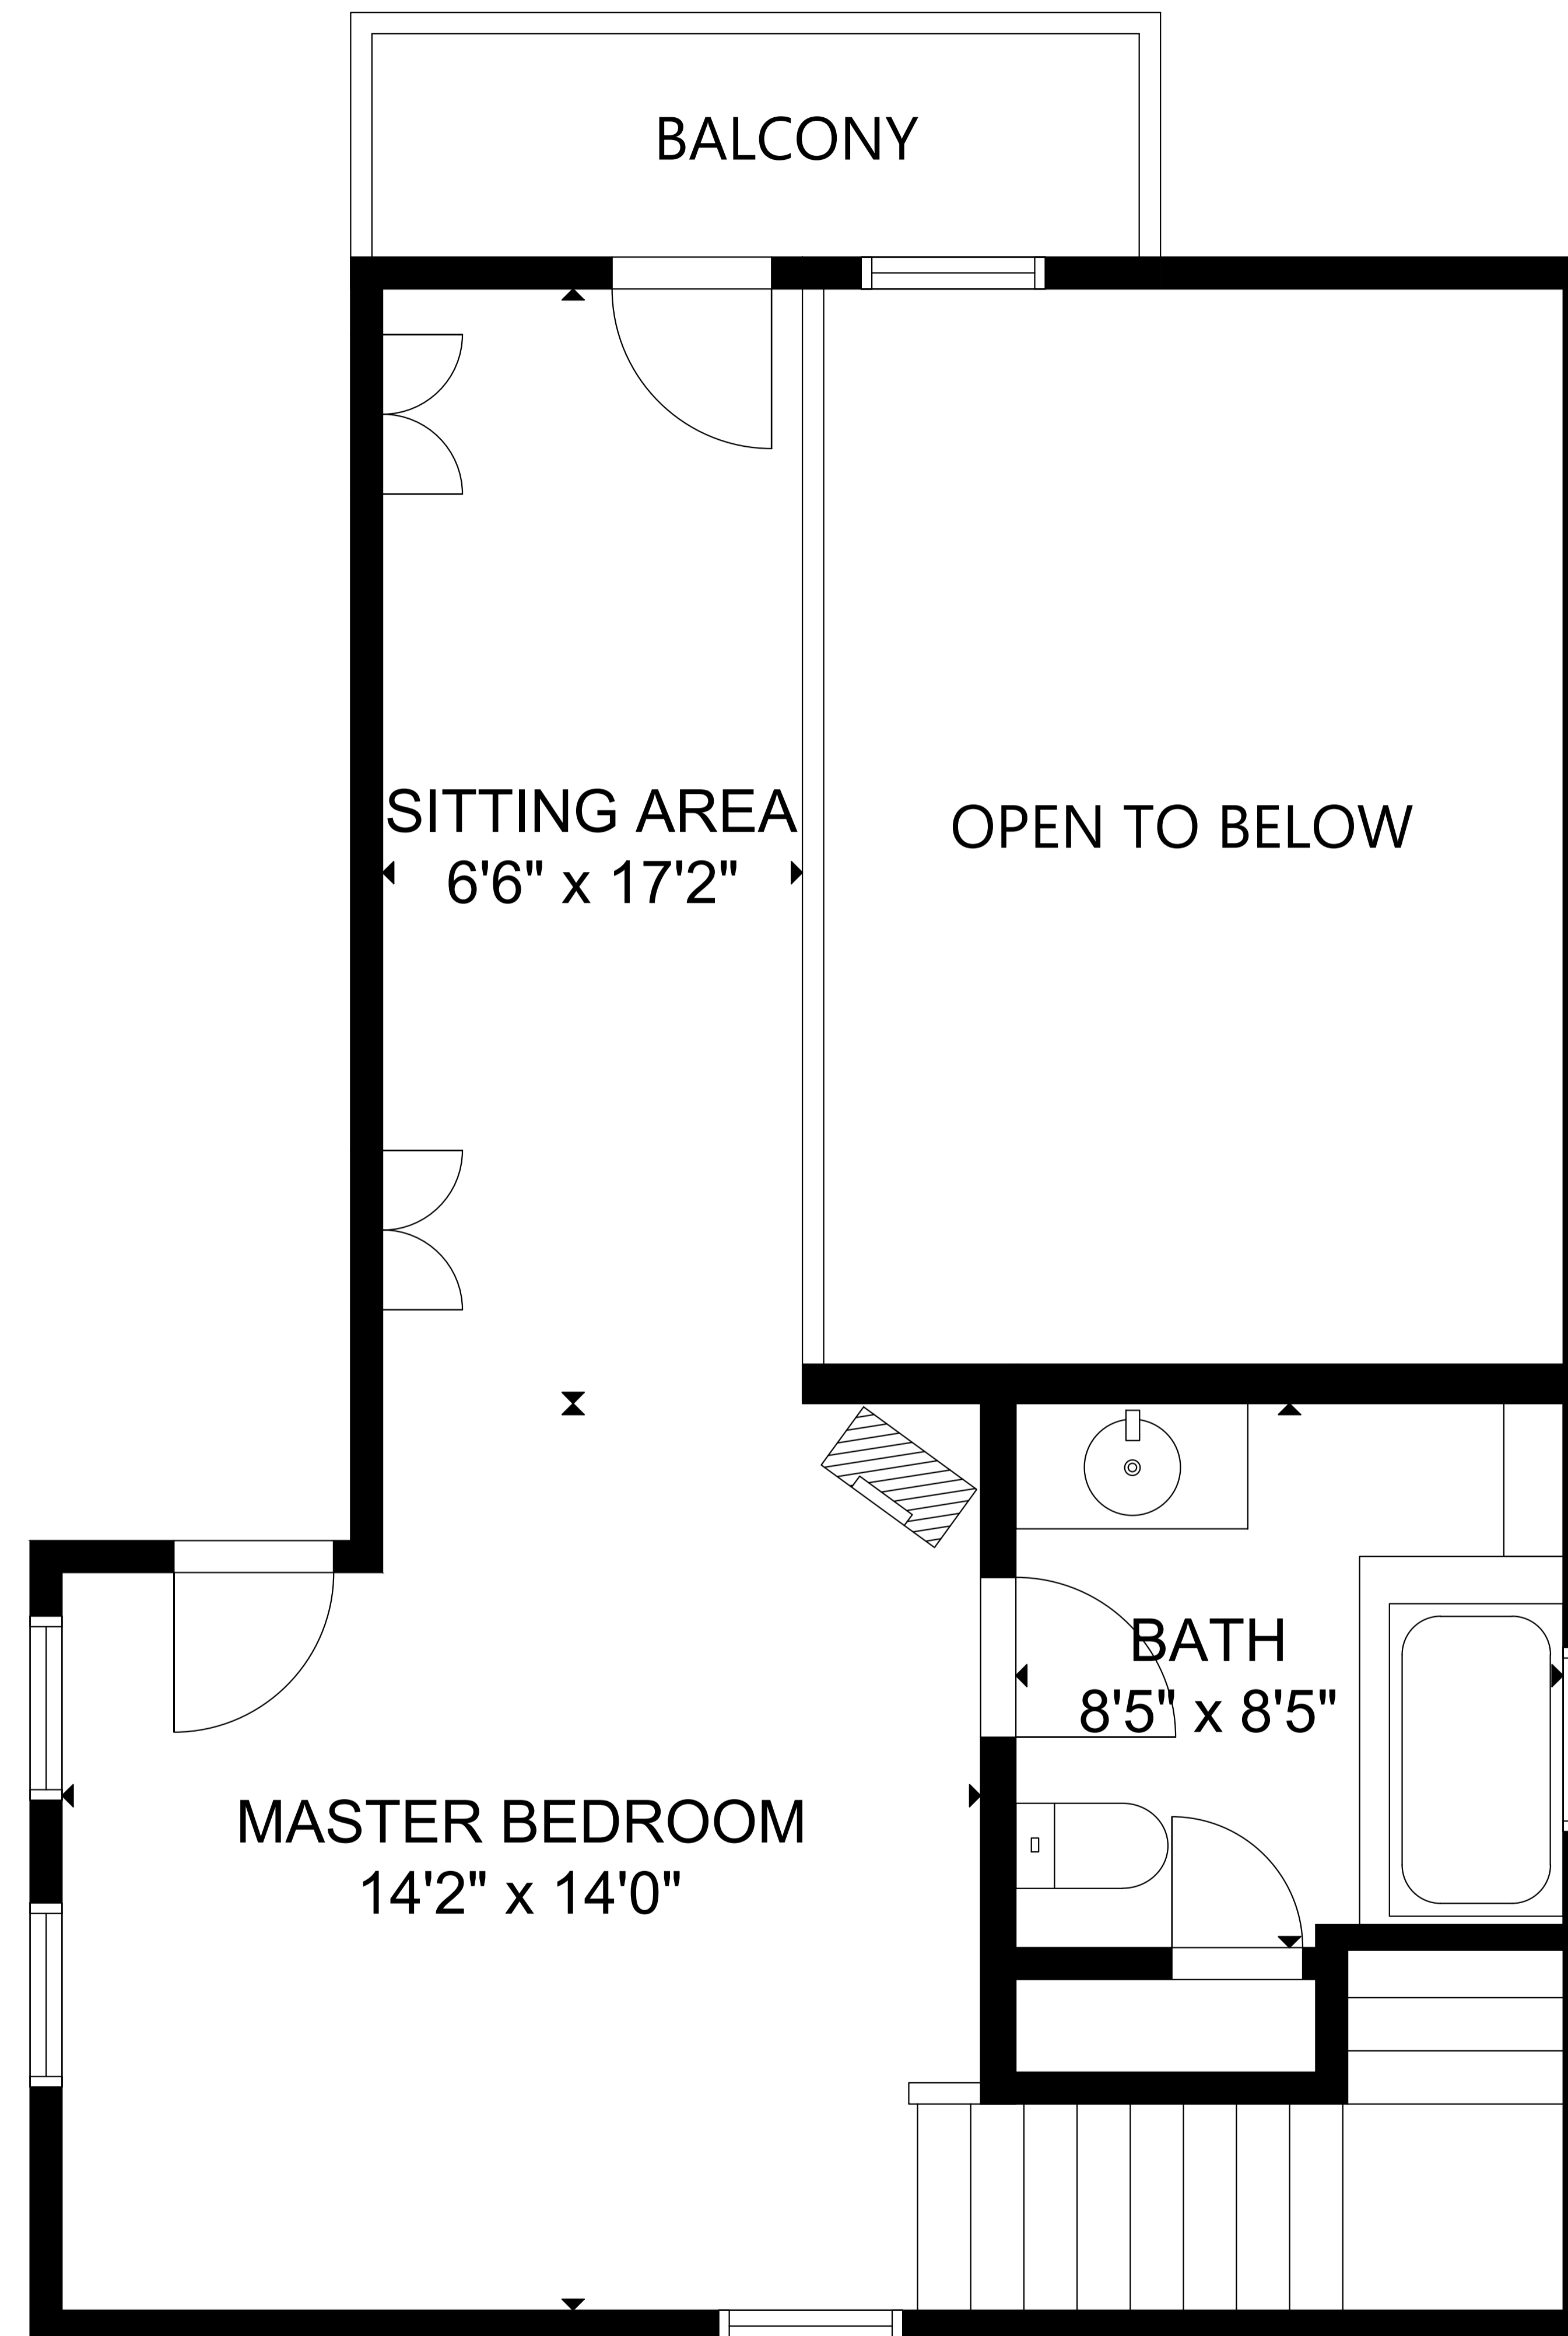 BALCONY
SITTING AREA
6'6" x 17'2"
OPEN TO BELOW
BATH
8'5" x 8'5"
MASTER BEDROOM
14'2" x 14'0"